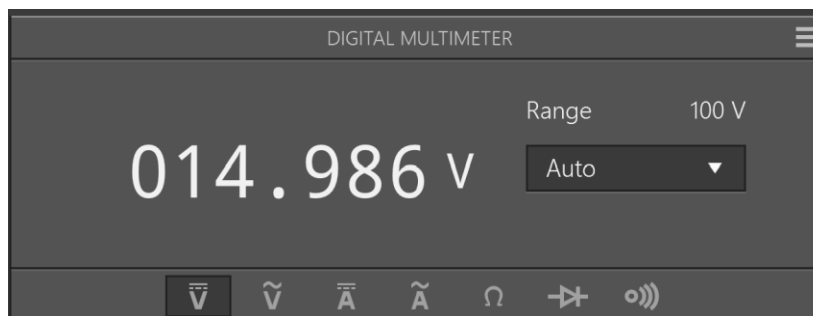 DIGITAL MULTIMETER
Range 100 V
014.986 V
Auto
V V A A Ω